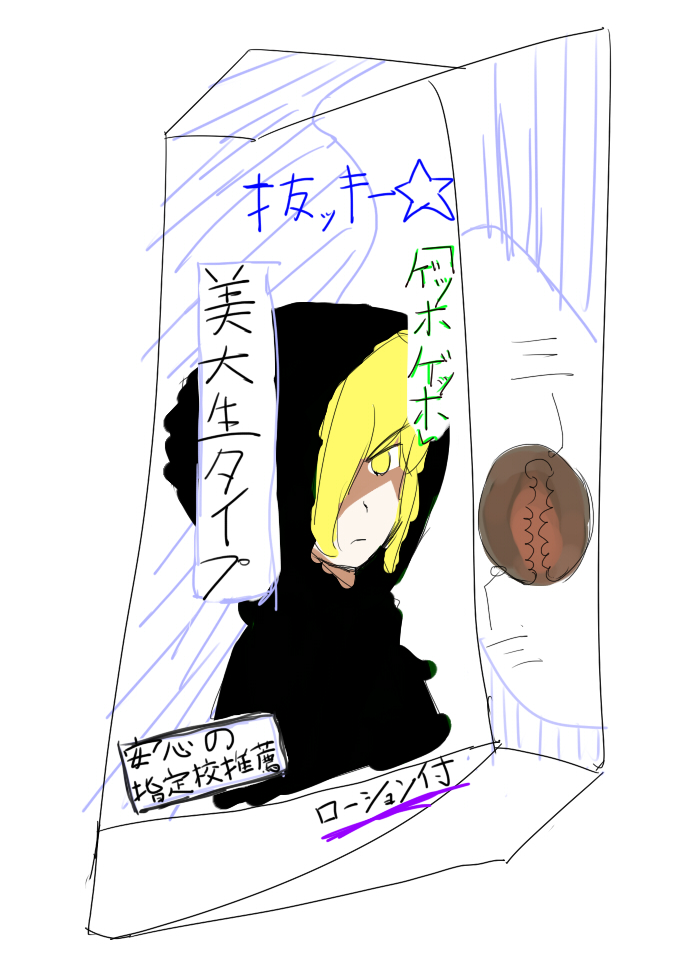 抜ッキー☆
「ゲッホゲッホ」
美大生タイプ
安心の
指定校推薦
ローション付